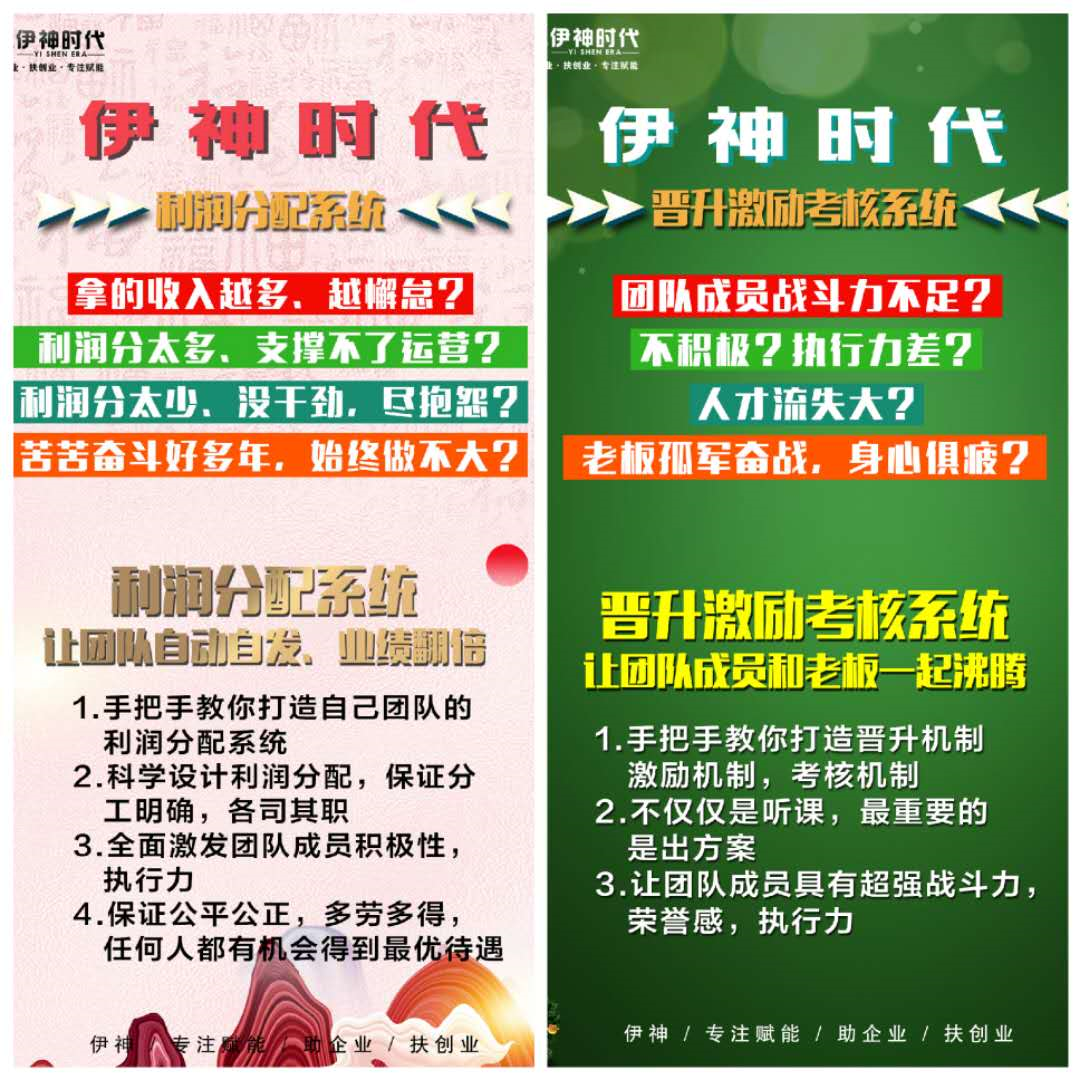 伊神时代
YI SHEN ERA
业·扶创业·专注赋能
伊神时代
利润分配系统
拿的收入越多、越懈怠？
利润分太多、支撑不了运营？
利润分太少、没干劲，尽抱怨？
苦苦奋斗好多年，始终做不大？
利润分配系统
让团队自动自发、业绩翻倍
1.手把手教你打造自己团队的
利润分配系统
2.科学设计利润分配，保证分
工明确，各司其职
3.全面激发团队成员积极性，
执行力
4.保证公平公正，多劳多得，
任何人都有机会得到最优待遇
伊神 / 专注赋能 / 助企业 / 扶创业
伊神时代
YI SHEN ERA
业·扶创业·专注赋能
伊神时代
晋升激励考核系统
团队成员战斗力不足？
不积极？执行力差？
人才流失大？
老板孤军奋战，身心俱疲？
晋升激励考核系统
让团队成员和老板一起沸腾
1.手把手教你打造晋升机制
激励机制，考核机制
2.不仅仅是听课，最重要的
是出方案
3.让团队成员具有超强战斗力，
荣誉感，执行力
伊神 / 专注赋能 / 助企业 / 扶创业